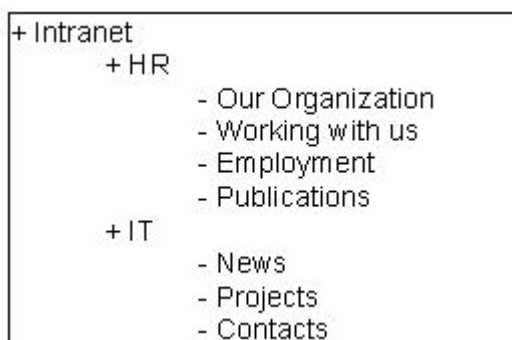 + Intranet
+ HR
- Our Organization
- Working with us
- Employment
- Publications
+ IT
- News
- Projects
- Contacts